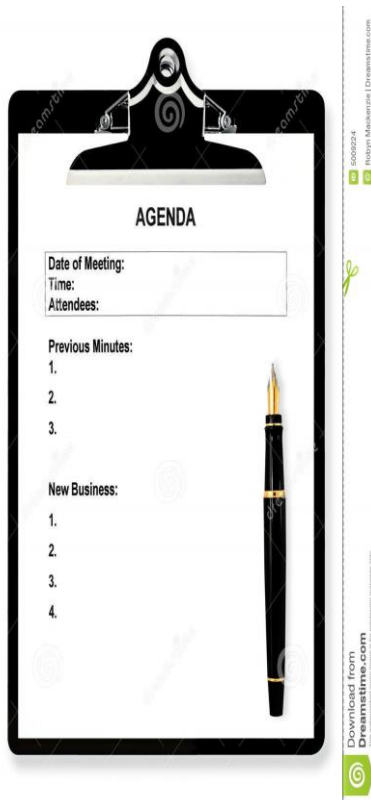 AGENDA
Date of Meeting:
Time:
Attendees:
Previous Minutes:
1.
2.
3.
New Business:
1.
2.
3.
4.
5009224
Robyn Mackenzie | Dreamstime.com
Download from
Dreamstime.com